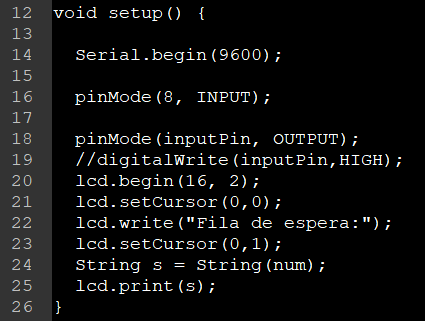 12 void setup() {
13
14   Serial.begin(9600);
15
16   pinMode(8, INPUT);
17
18   pinMode(inputPin, OUTPUT);
19   //digitalWrite(inputPin,HIGH);
20   lcd.begin(16, 2);
21   lcd.setCursor(0,0);
22   lcd.write("Fila de espera:");
23   lcd.setCursor(0,1);
24   String s = String(num);
25   lcd.print(s);
26 }